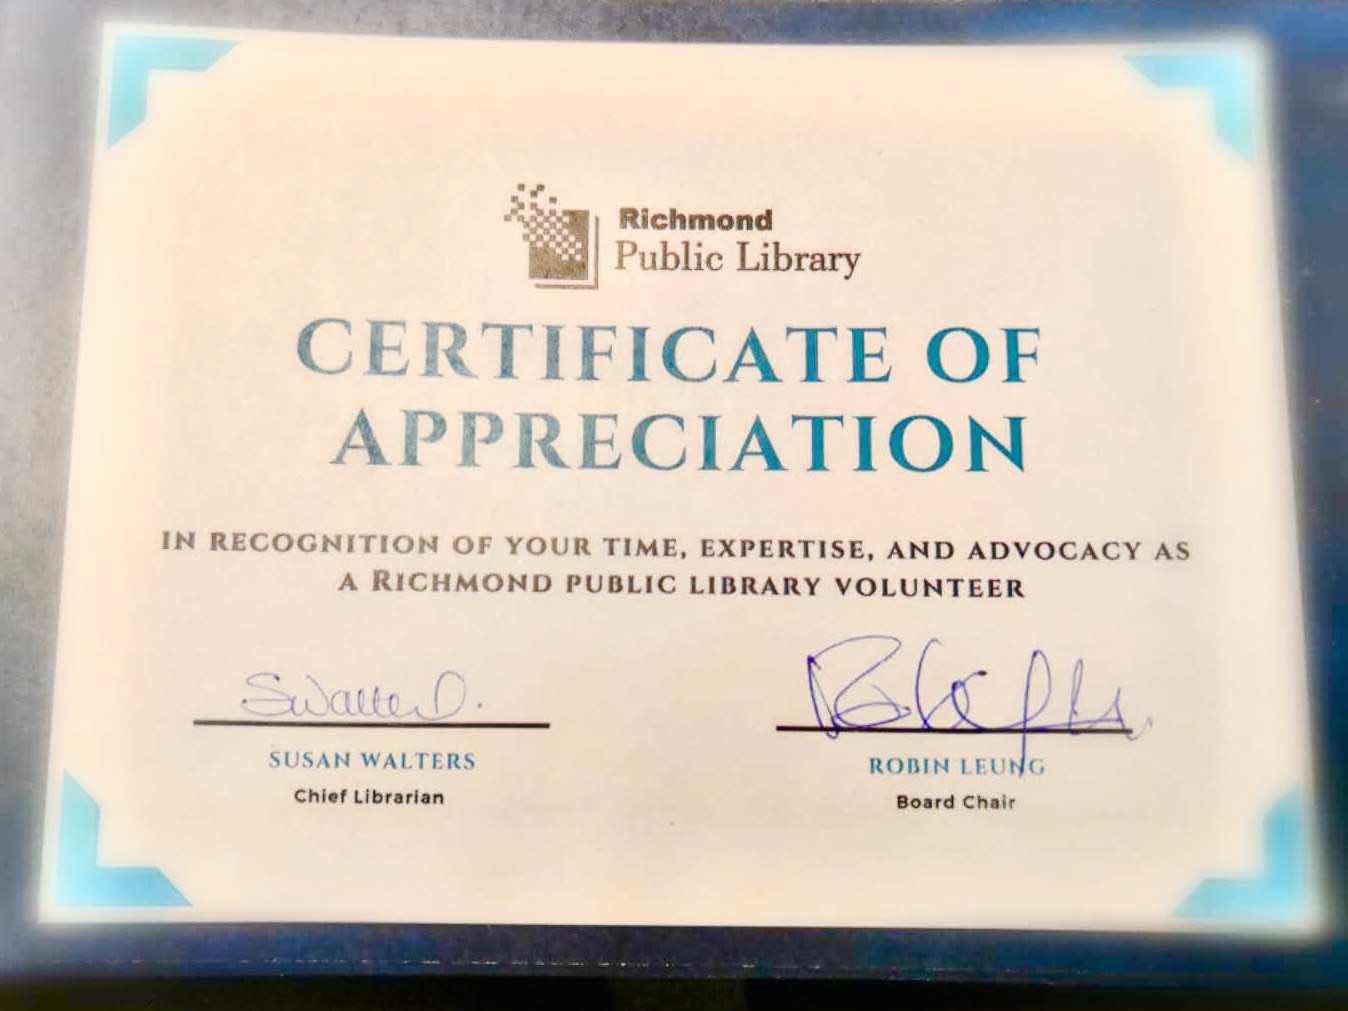 Richmond
Public Library
CERTIFICATE OF
APPRECIATION
IN RECOGNITION OF YOUR TIME, EXPERTISE, AND ADVOCACY AS
A RICHMOND PUBLIC LIBRARY VOLUNTEER
SWalters.
SUSAN WALTERS
Chief Librarian
ROBIN LEUNG
Board Chair